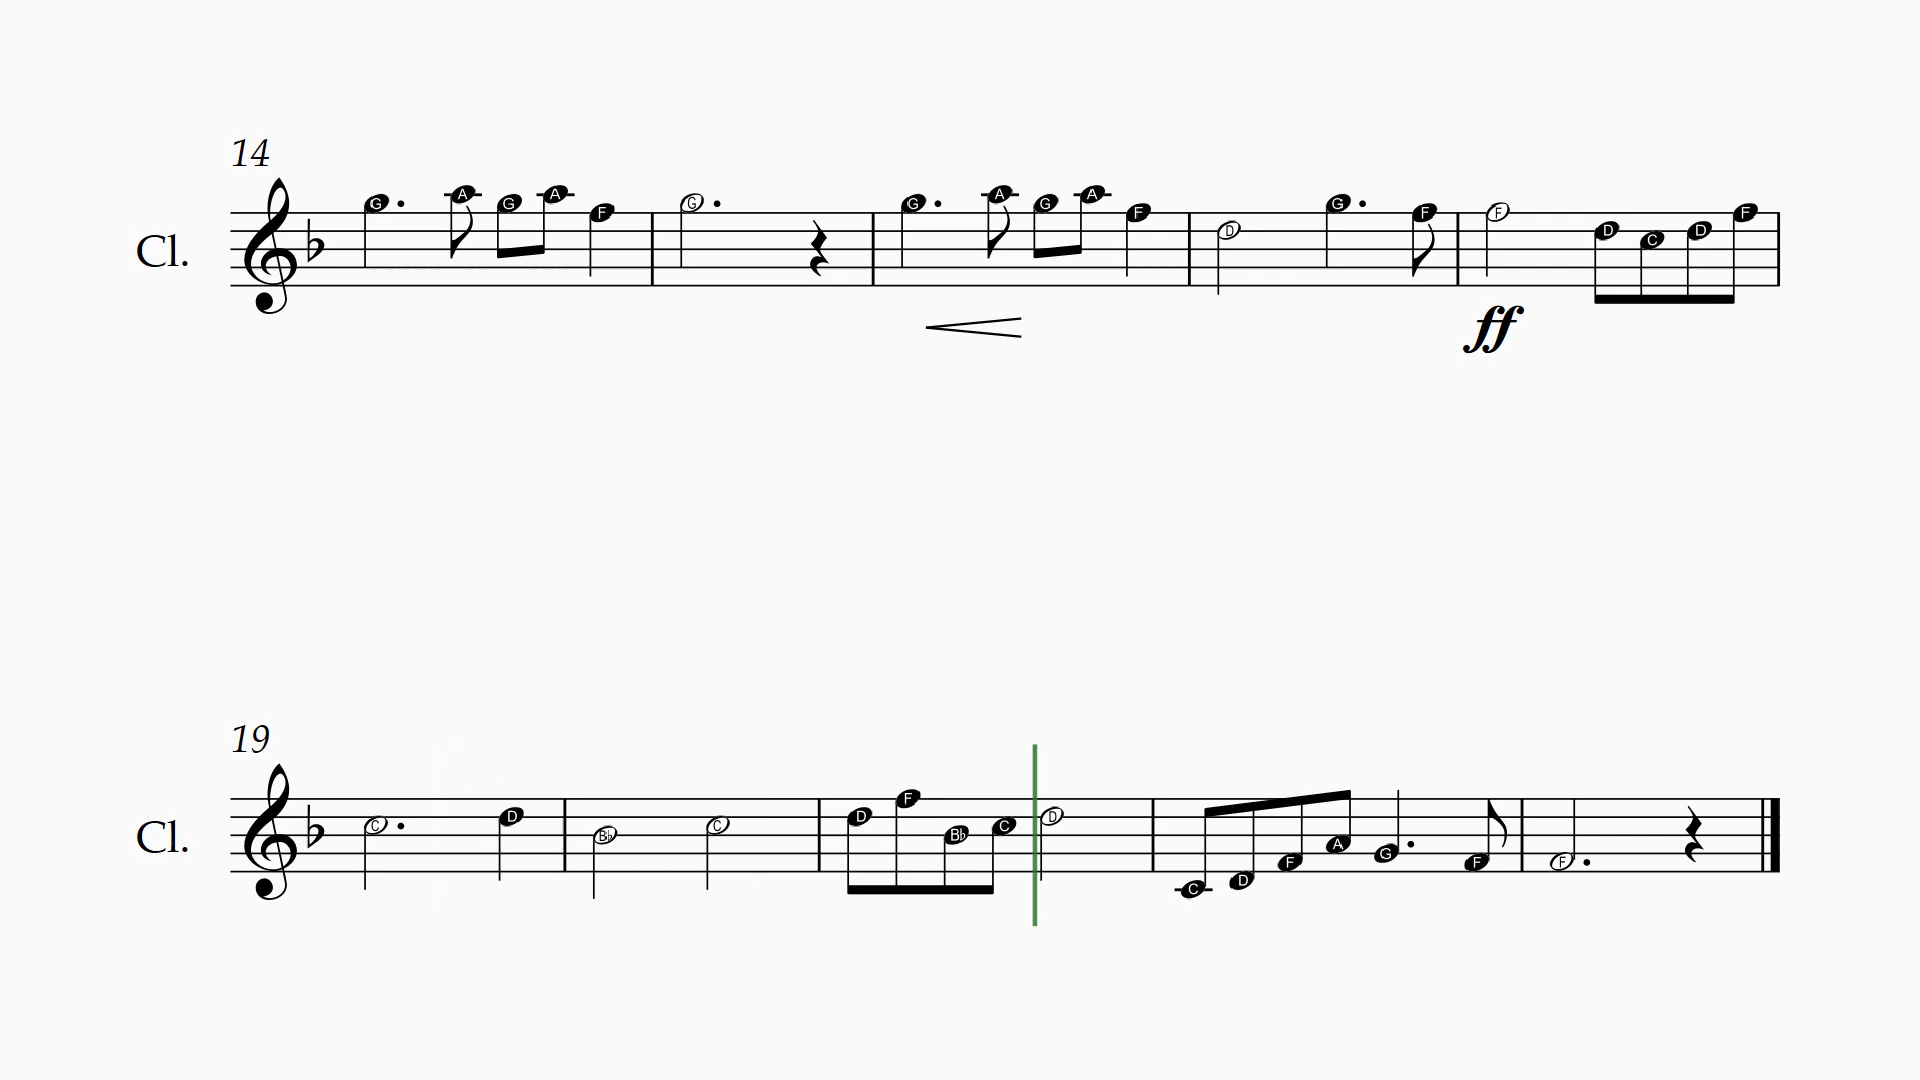 14
Cl.
G A G A F G G A G A F D G F F D C D F
ff
19
Cl.
C D B♭ C D F B♭ C D C D F A G F F